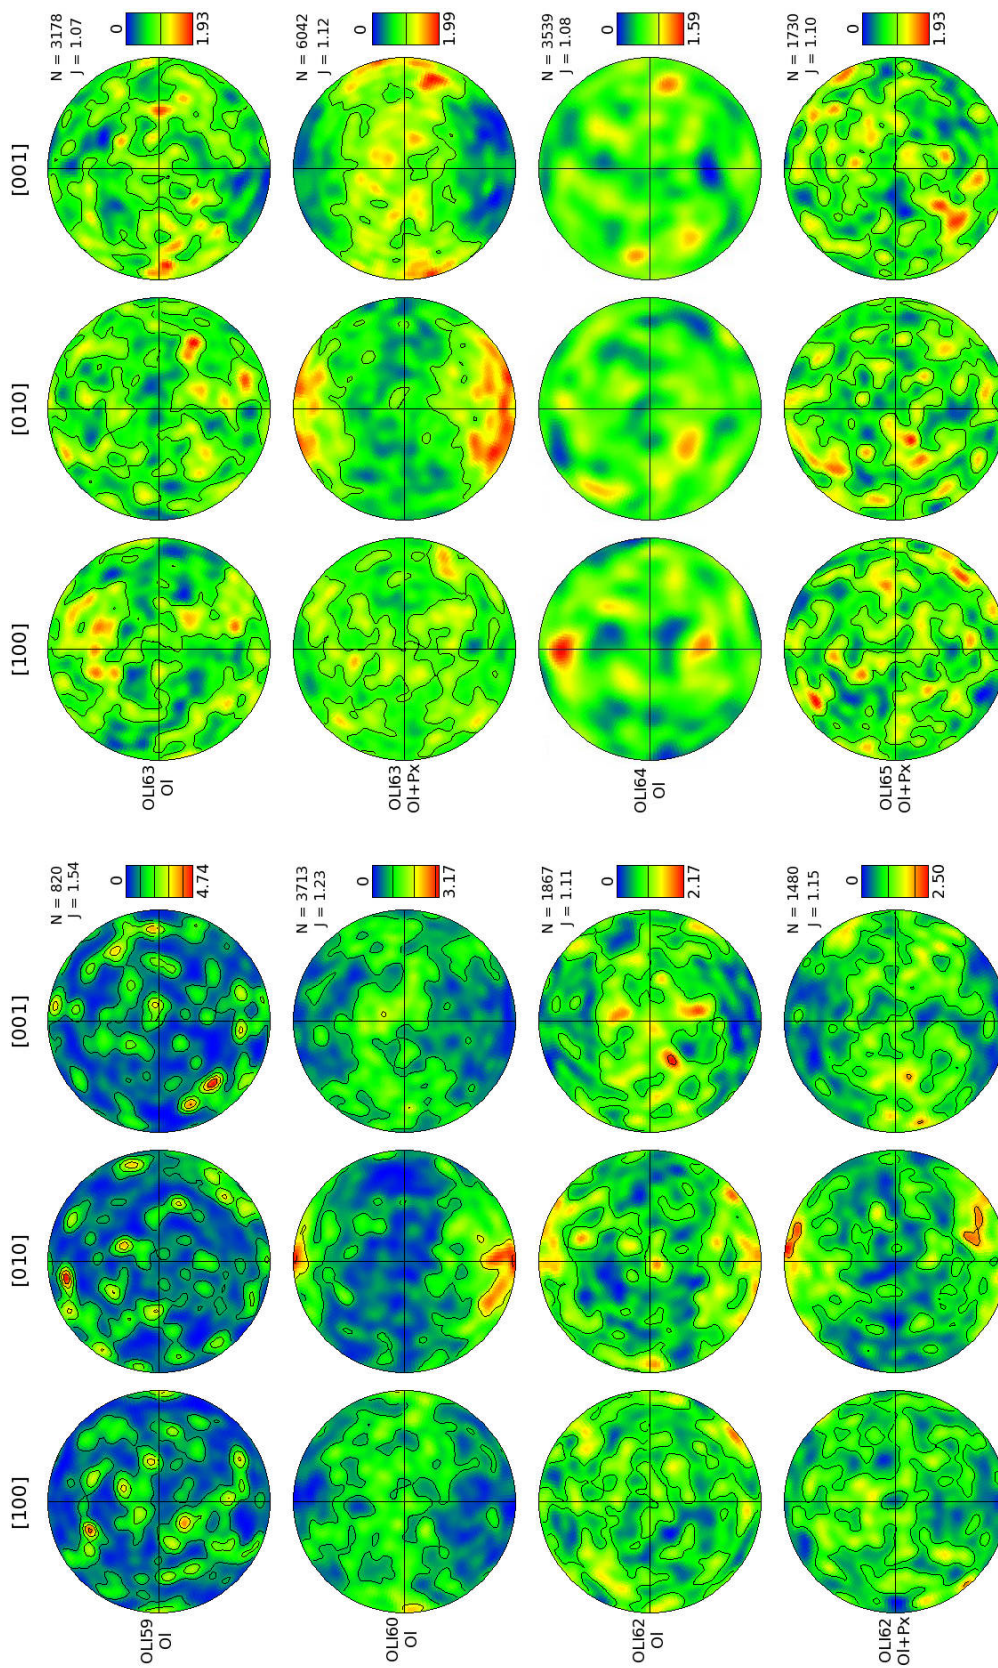 [100] [010] [001]
OLI59
Ol
N = 820
J = 1.54
0
4.74
OLI60
Ol
N = 3713
J = 1.23
0
3.17
OLI62
Ol
N = 1867
J = 1.11
0
2.17
OLI62
Ol+Px
N = 1480
J = 1.15
0
2.50
[100] [010] [001]
OLI63
Ol
N = 3178
J = 1.07
0
1.93
OLI63
Ol+Px
N = 6042
J = 1.12
0
1.99
OLI64
Ol
N = 3539
J = 1.08
0
1.59
OLI65
Ol+Px
N = 1730
J = 1.10
0
1.93